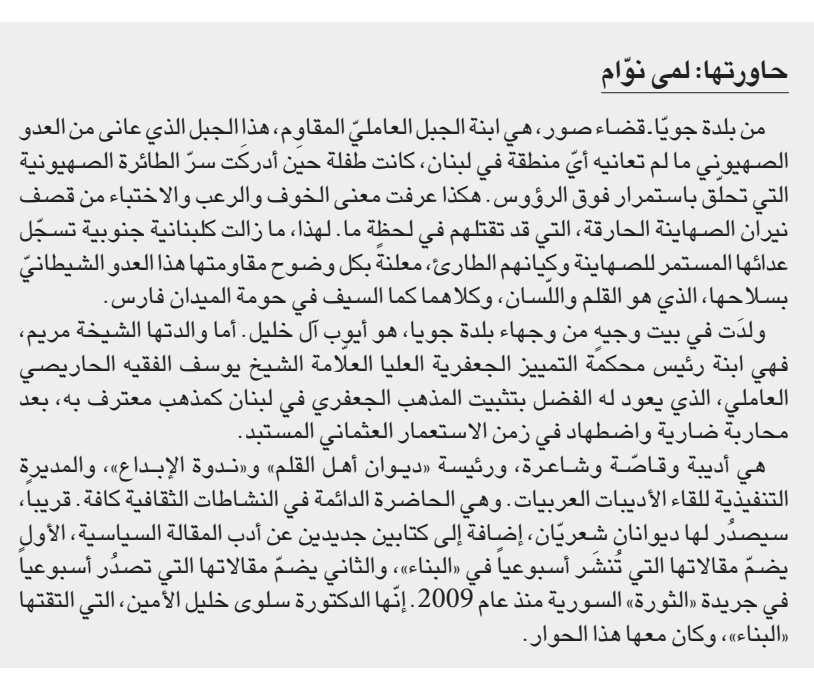 حاورتها: لمى نوّام
من بلدة جويّا ـ قضاء صور، هي ابنة الجبل العامليّ المقاوِم، هذا الجبل الذي عانى من العدو
الصهيوني ما لم تعانيه أيّ منطقة في لبنان، كانت طفلة حين أدركَت سرّ الطائرة الصهيونية
التي تحلّق باستمرار فوق الرؤوس. هكذا عرفت معنى الخوف والرعب والاختباء من قصف
نيران الصهاينة الحارقة، التي قد تقتلهم في لحظة ما. لهذا، ما زالت كلبنانية جنوبية تسجّل
عدائها المستمر للصهاينة وكيانهم الطارئ، معلنةً بكل وضوح مقاومتها هذا العدو الشيطانيّ
بسلاحها، الذي هو القلم واللّسان، وكلاهما كما السيف في حومة الميدان فارس.
ولدَت في بيت وجيهٍ من وجهاء بلدة جويا، هو أيوب آل خليل. أما والدتها الشيخة مريم،
فهي ابنة رئيس محكمة التمييز الجعفرية العليا العلّامة الشيخ يوسف الفقيه الحاريصي
العاملي، الذي يعود له الفضل بتثبيت المذهب الجعفري في لبنان كمذهب معترف به، بعد
محاربة ضارية واضطهاد في زمن الاستعمار العثماني المستبد.
هي أديبة وقاصّة وشاعرة، ورئيسة «ديوان أهل القلم» و«ندوة الإبداع»، والمديرة
التنفيذية للقاء الأديبات العربيات. وهي الحاضرة الدائمة في النشاطات الثقافية كافة. قريباً،
سيصدُر لها ديوانان شعريّان، إضافة إلى كتابين جديدين عن أدب المقالة السياسية، الأول
يضمّ مقالاتها التي تُنشَر أسبوعياً في «البناء»، والثاني يضمّ مقالاتها التي تصدُر أسبوعياً
في جريدة «الثورة» السورية منذ عام 2009. إنّها الدكتورة سلوى خليل الأمين، التي التقتها
«البناء»، وكان معها هذا الحوار.